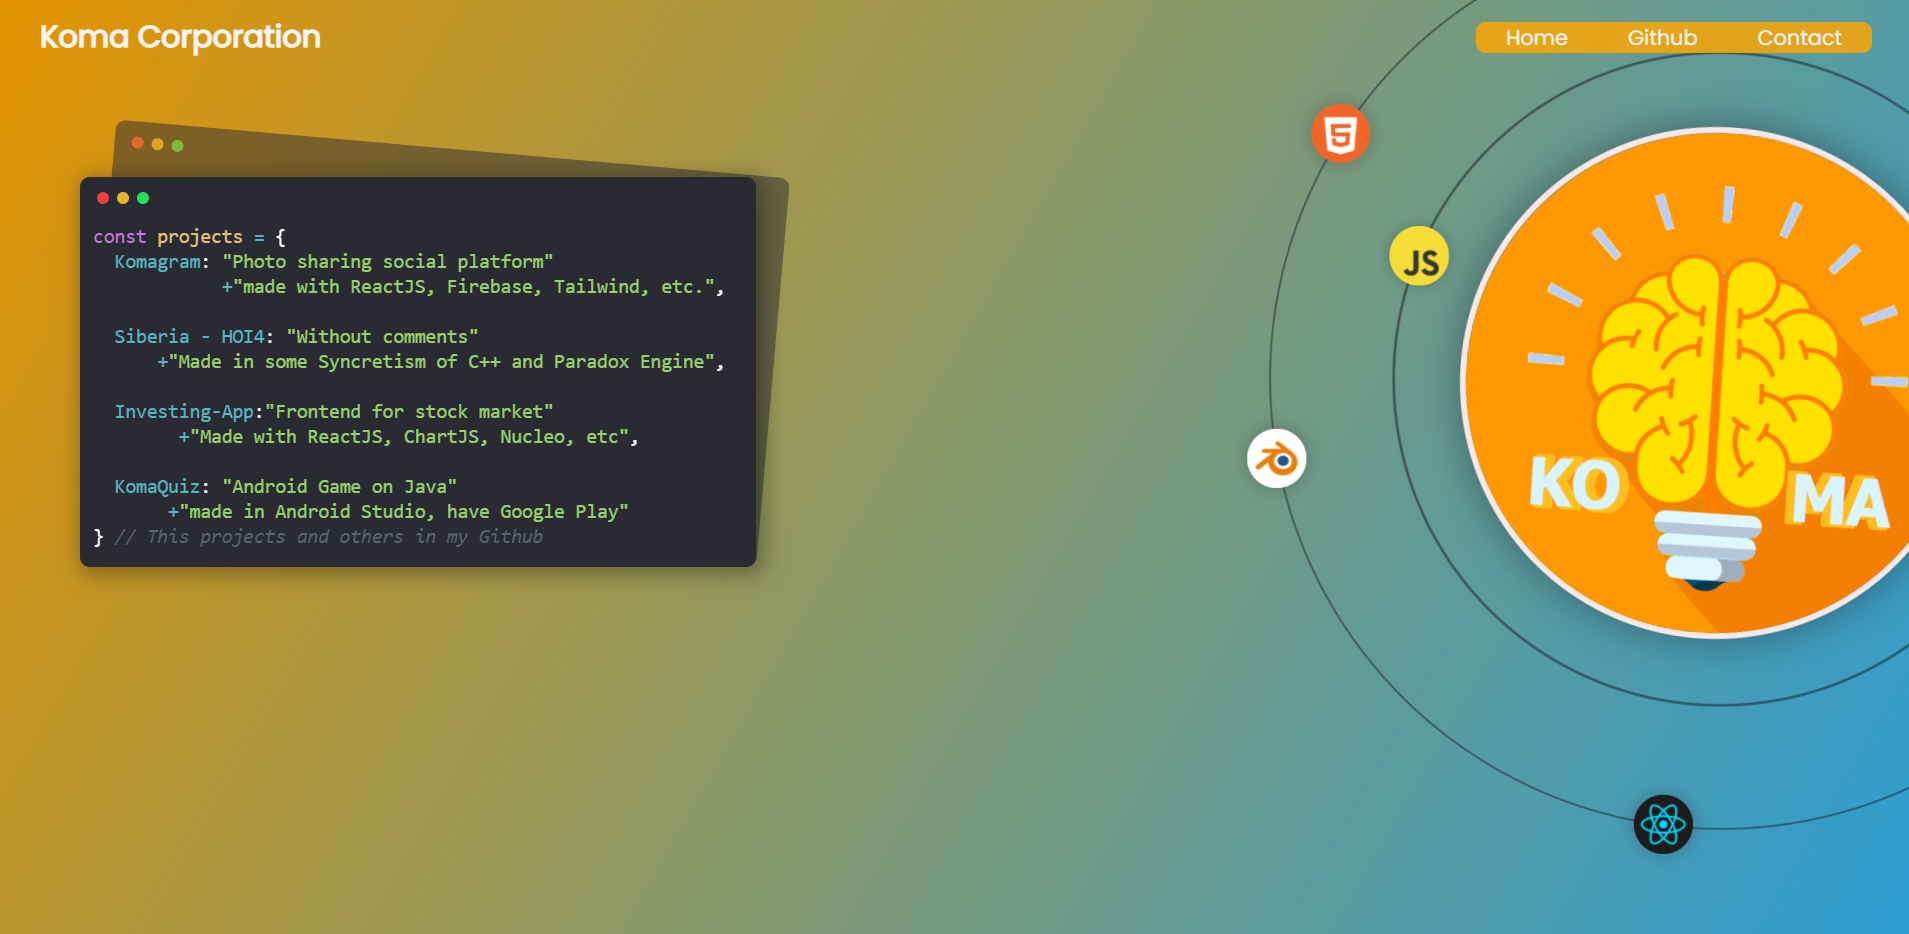 Koma Corporation
Home Github Contact
const projects = {
Komagram: "Photo sharing social platform"
+"made with ReactJS, Firebase, Tailwind, etc.",
Siberia - HOI4: "Without comments"
+"Made in some Syncretism of C++ and Paradox Engine",
Investing-App:"Frontend for stock market"
+"Made with ReactJS, ChartJS, Nucleo, etc",
KomaQuiz: "Android Game on Java"
+"made in Android Studio, have Google Play"
} // This projects and others in my Github
5
JS
KO MA